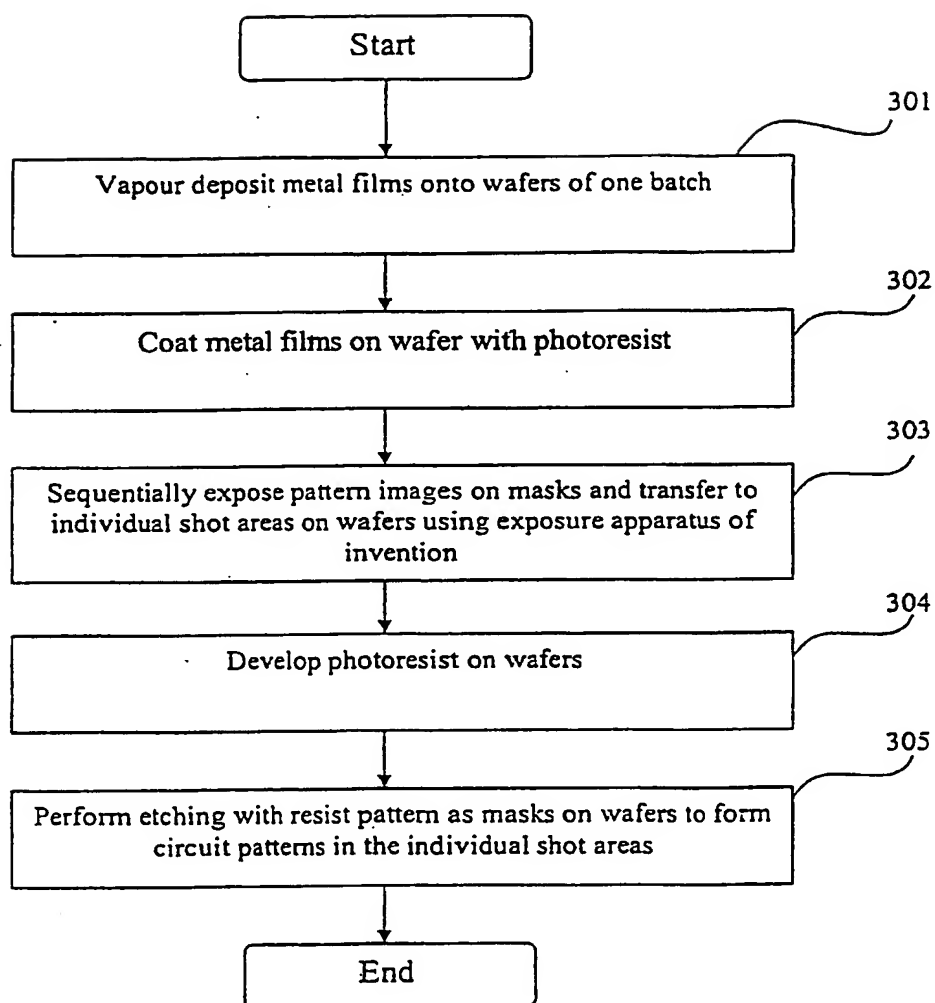 Start
301
Vapour deposit metal films onto wafers of one batch
302
Coat metal films on wafer with photoresist
303
Sequentially expose pattern images on masks and transfer to
individual shot areas on wafers using exposure apparatus of
invention
304
Develop photoresist on wafers
305
Perform etching with resist pattern as masks on wafers to form
circuit patterns in the individual shot areas
End